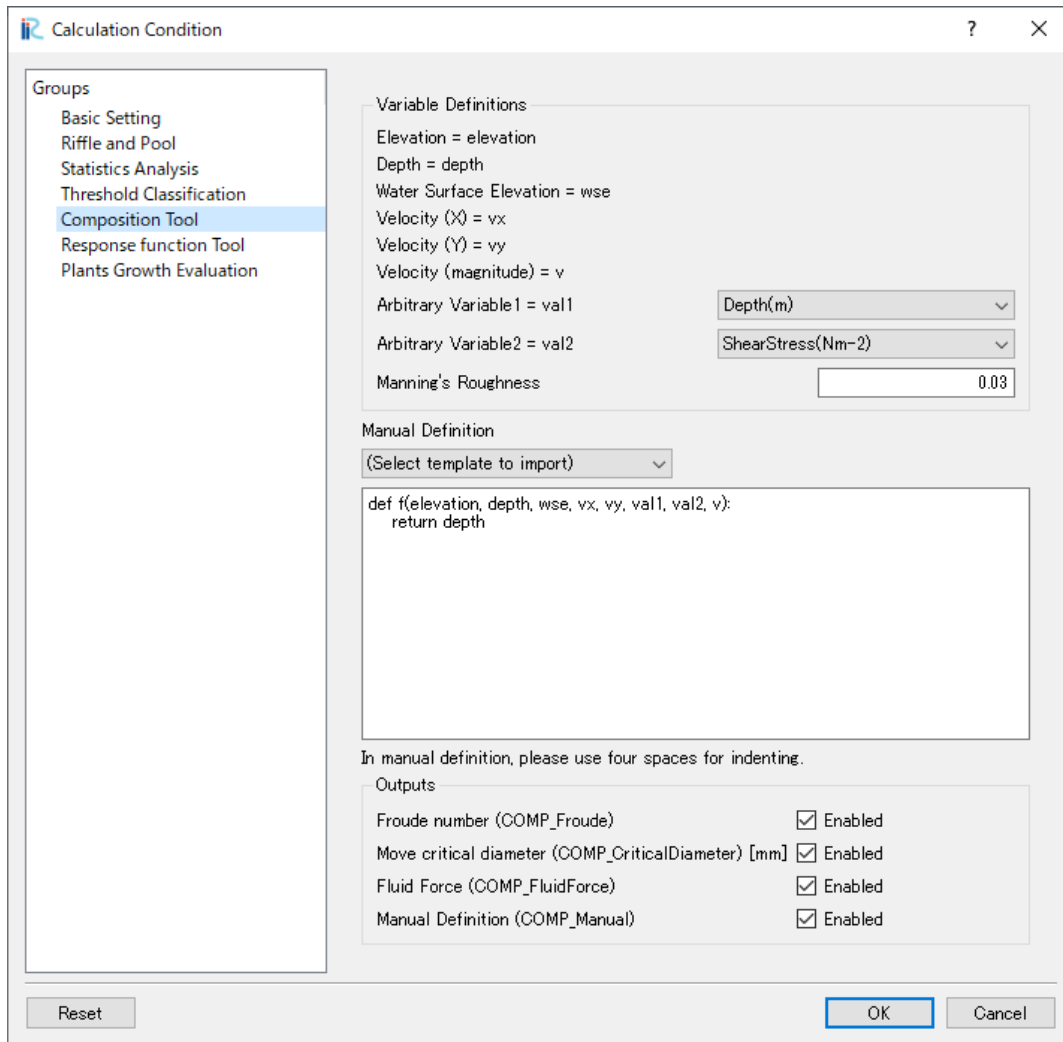 iRIC Calculation Condition ? ×
Groups
Basic Setting
Riffle and Pool
Statistics Analysis
Threshold Classification
Composition Tool
Response function Tool
Plants Growth Evaluation
Variable Definitions
Elevation = elevation
Depth = depth
Water Surface Elevation = wse
Velocity (X) = vx
Velocity (Y) = vy
Velocity (magnitude) = v
Arbitrary Variable1 = val1 Depth(m)
Arbitrary Variable2 = val2 ShearStress(Nm-2)
Manning's Roughness 0.03
Manual Definition
(Select template to import)
def f(elevation, depth, wse, vx, vy, val1, val2, v):
    return depth
In manual definition, please use four spaces for indenting.
Outputs
Froude number (COMP_Froude) Enabled
Move critical diameter (COMP_CriticalDiameter) [mm] Enabled
Fluid Force (COMP_FluidForce) Enabled
Manual Definition (COMP_Manual) Enabled
Reset OK Cancel